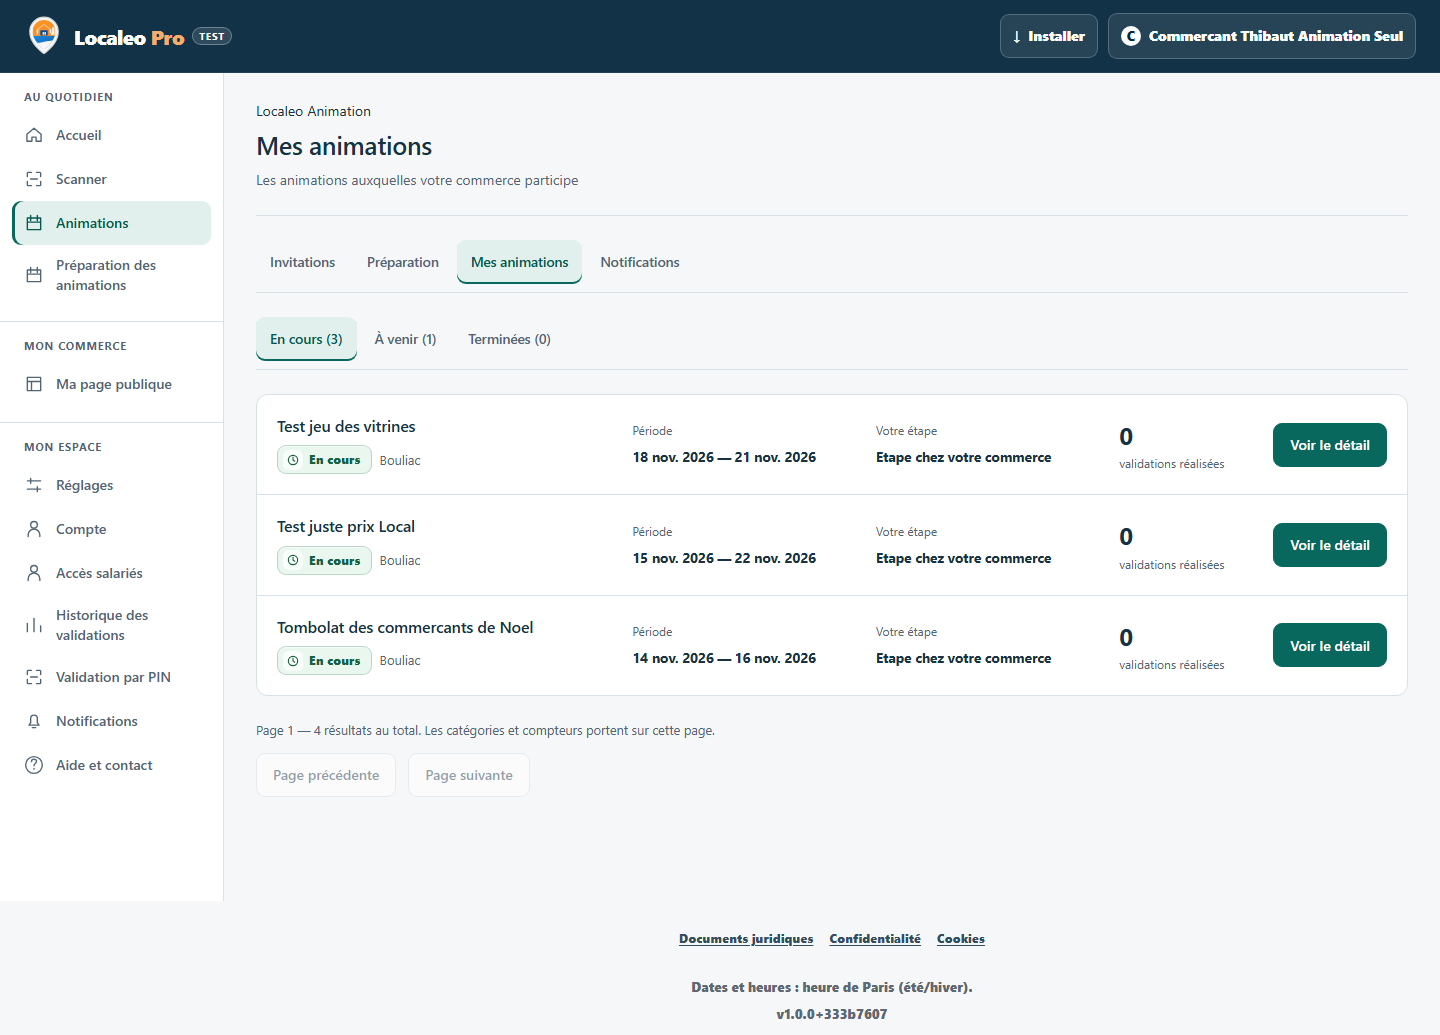 Localeo Pro TEST
↓ Installer
C Commercant Thibaut Animation Seul
AU QUOTIDIEN
Accueil
Scanner
Animations
Préparation des
animations
MON COMMERCE
Ma page publique
MON ESPACE
Réglages
Compte
Accès salariés
Historique des
validations
Validation par PIN
Notifications
Aide et contact
Localeo Animation
Mes animations
Les animations auxquelles votre commerce participe
Invitations Préparation Mes animations Notifications
En cours (3) À venir (1) Terminées (0)
Test jeu des vitrines
En cours Bouliac
Période
18 nov. 2026 — 21 nov. 2026
Votre étape
Etape chez votre commerce
0
validations réalisées
Voir le détail
Test juste prix Local
En cours Bouliac
Période
15 nov. 2026 — 22 nov. 2026
Votre étape
Etape chez votre commerce
0
validations réalisées
Voir le détail
Tombolat des commercants de Noel
En cours Bouliac
Période
14 nov. 2026 — 16 nov. 2026
Votre étape
Etape chez votre commerce
0
validations réalisées
Voir le détail
Page 1 — 4 résultats au total. Les catégories et compteurs portent sur cette page.
Page précédente Page suivante
Documents juridiques Confidentialité Cookies
Dates et heures : heure de Paris (été/hiver).
v1.0.0+333b7607